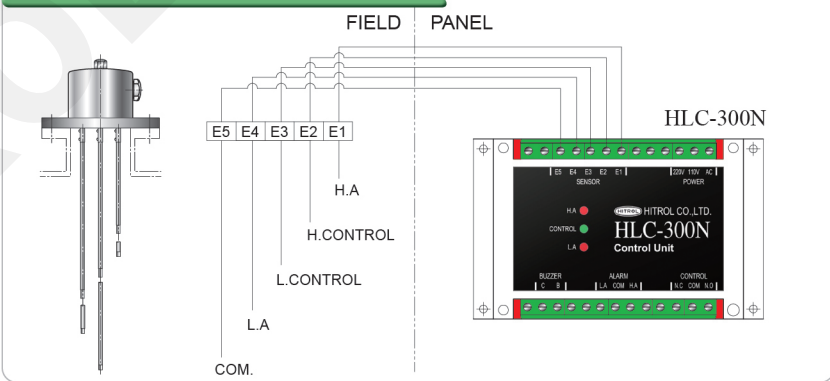 FIELD PANEL
HLC-300N
E5 E4 E3 E2 E1
E5 E4 E3 E2 E1 220V 110V AC
SENSOR POWER
H.A
H.A HITROL HITROL CO.,LTD.
CONTROL HLC-300N
L.A Control Unit
H.CONTROL
L.CONTROL
BUZZER ALARM CONTROL
C B L.A COM H.A N.C COM N.O
L.A
COM.